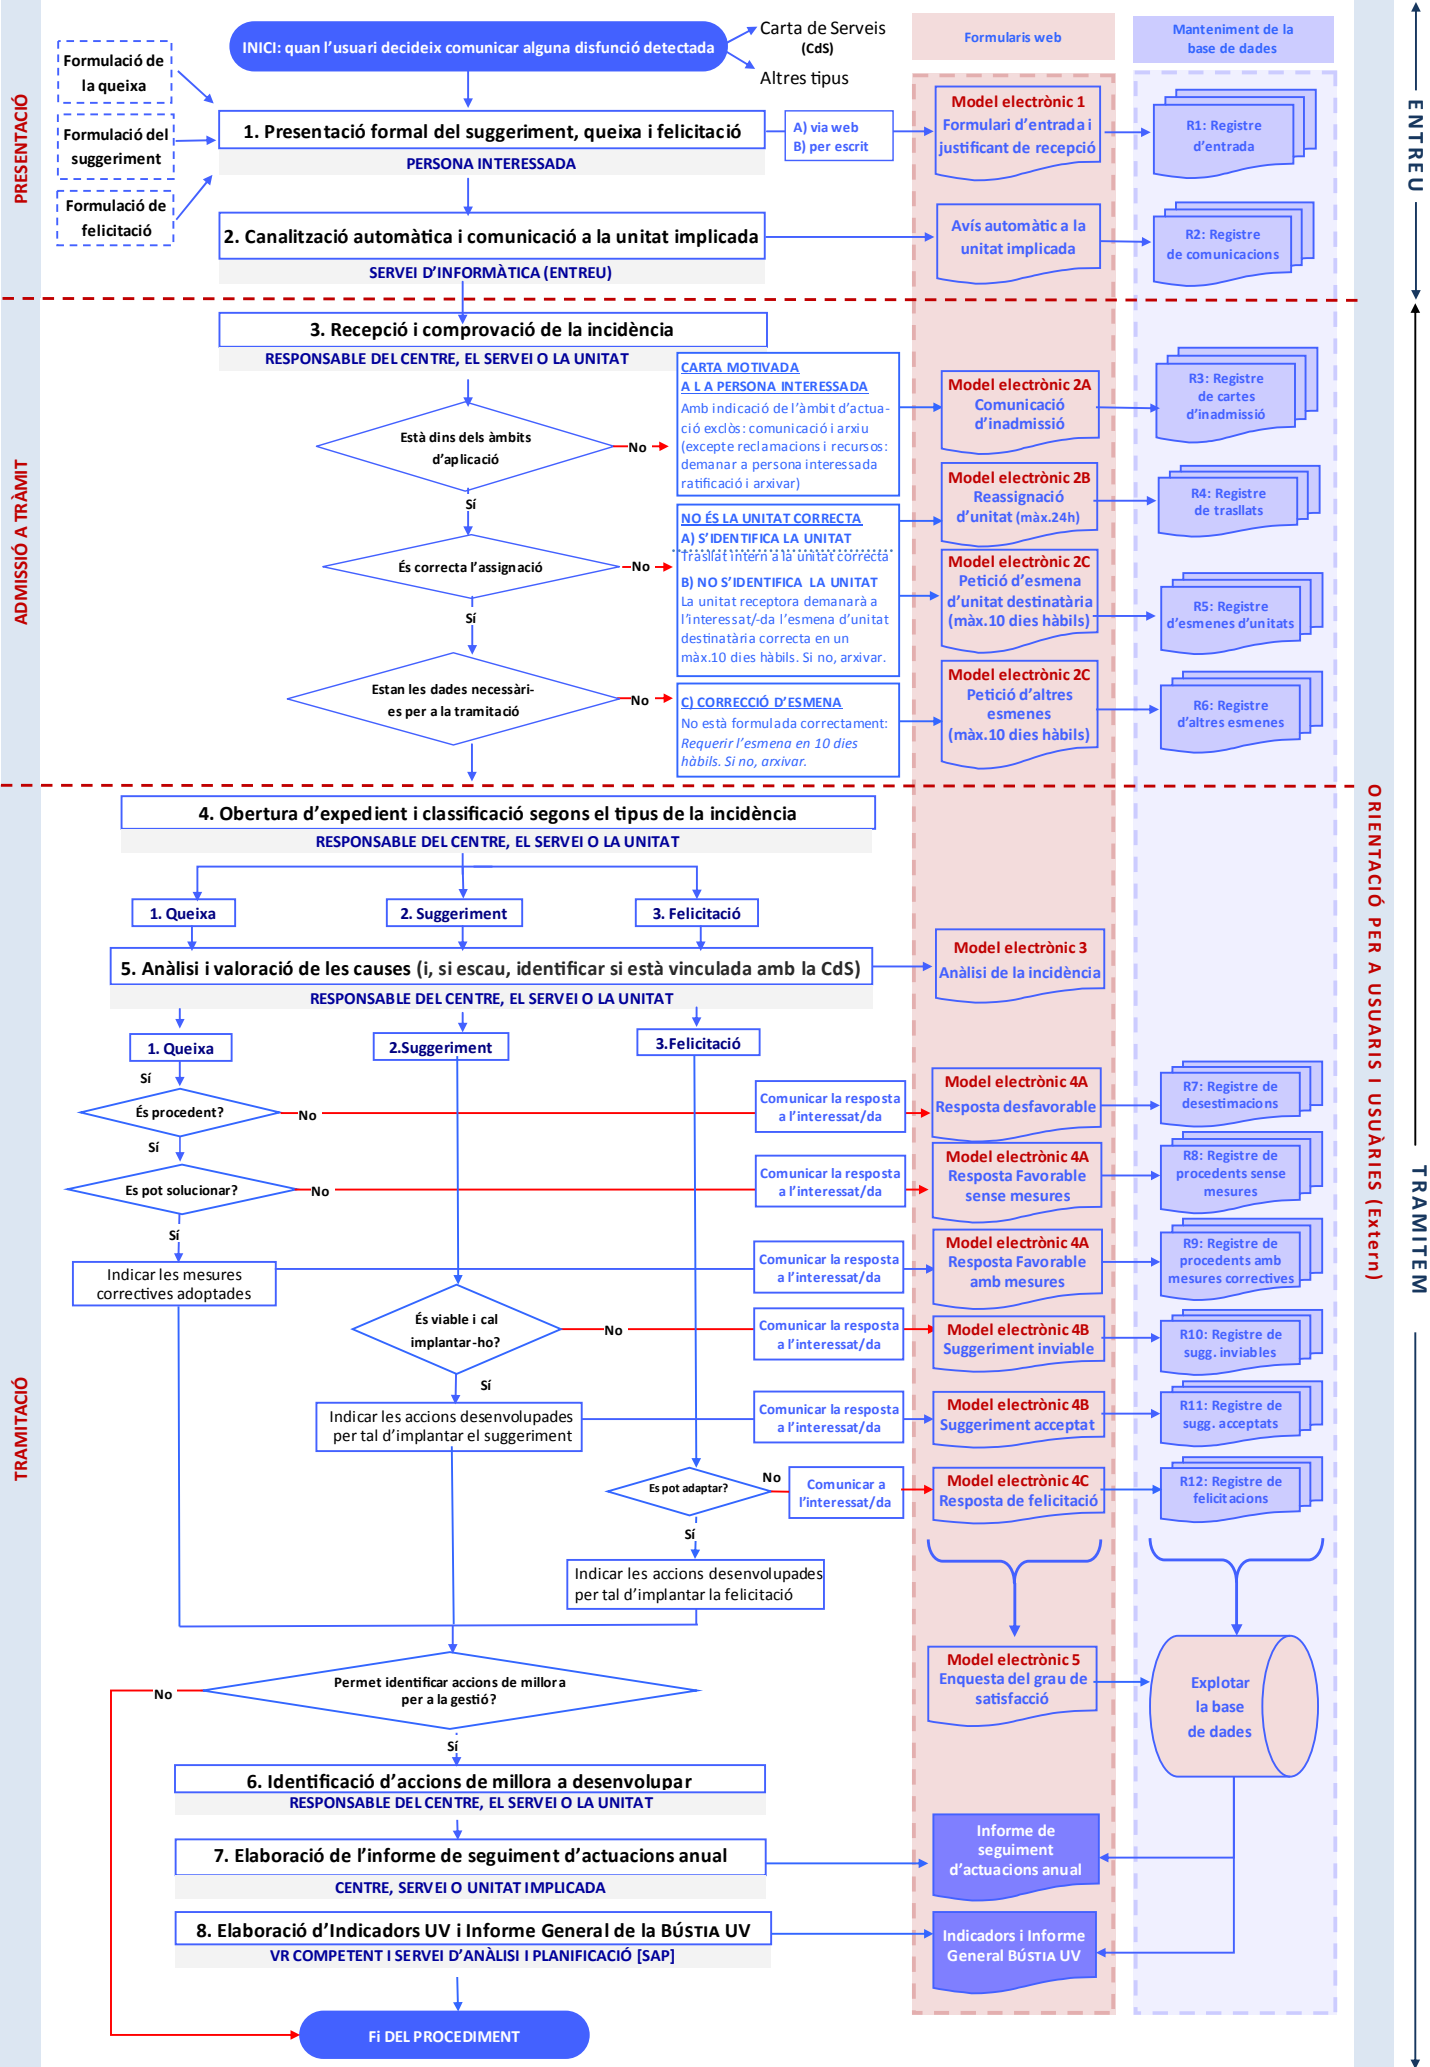 INICI: quan l'usuari decideix comunicar alguna disfunció detectada
Carta de Serveis
(CdS)
Altres tipus
Formularis web
Manteniment de la
base de dades
PRESENTACIÓ
Formulació de
la queixa
Formulació del
suggeriment
Formulació de
felicitació
1. Presentació formal del suggeriment, queixa i felicitació
PERSONA INTERESSADA
A) via web
B) per escrit
Model electrònic 1
Formulari d'entrada i
justificant de recepció
R1: Registre
d'entrada
ENTREU
2. Canalització automàtica i comunicació a la unitat implicada
SERVEI D'INFORMÀTICA (ENTREU)
Avís automàtic a la
unitat implicada
R2: Registre
de comunicacions
ADMISSIÓ A TRÀMIT
3. Recepció i comprovació de la incidència
RESPONSABLE DEL CENTRE, EL SERVEI O LA UNITAT
Està dins dels àmbits
d'aplicació
No
Sí
CARTA MOTIVADA
A L A PERSONA INTERESSADA
Amb indicació de l'àmbit d'actua-
ció exclòs: comunicació i arxiu
(excepte reclamacions i recursos:
demanar a persona interessada
ratificació i arxivar)
Model electrònic 2A
Comunicació
d'inadmissió
R3: Registre
de cartes
d'inadmissió
És correcta l'assignació
No
Sí
NO ÉS LA UNITAT CORRECTA
A) S'IDENTIFICA LA UNITAT
Trasllat intern a la unitat correcta
B) NO S'IDENTIFICA LA UNITAT
La unitat receptora demanarà a
l'interessat/-da l'esmena d'unitat
destinatària correcta en un
màx.10 dies hàbils. Si no, arxivar.
Model electrònic 2B
Reassignació
d'unitat (màx.24h)
R4: Registre
de trasllats
Model electrònic 2C
Petició d'esmena
d'unitat destinatària
(màx.10 dies hàbils)
R5: Registre
d'esmenes d'unitats
Estan les dades necessàri-
es per a la tramitació
No
C) CORRECCIÓ D'ESMENA
No està formulada correctament:
Requerir l'esmena en 10 dies
hàbils. Si no, arxivar.
Model electrònic 2C
Petició d'altres
esmenes
(màx.10 dies hàbils)
R6: Registre
d'altres esmenes
ORIENTACIÓ PER A USUARIS I USUÀRIES (Extern)
TRAMITEM
TRAMITACIÓ
4. Obertura d'expedient i classificació segons el tipus de la incidència
RESPONSABLE DEL CENTRE, EL SERVEI O LA UNITAT
1. Queixa
2. Suggeriment
3. Felicitació
5. Anàlisi i valoració de les causes (i, si escau, identificar si està vinculada amb la CdS)
RESPONSABLE DEL CENTRE, EL SERVEI O LA UNITAT
Model electrònic 3
Anàlisi de la incidència
1. Queixa
2.Suggeriment
3.Felicitació
Sí
És procedent?
No
Comunicar la resposta
a l'interessat/da
Model electrònic 4A
Resposta desfavorable
R7: Registre de
desestimacions
Sí
Es pot solucionar?
No
Comunicar la resposta
a l'interessat/da
Model electrònic 4A
Resposta Favorable
sense mesures
R8: Registre de
procedents sense
mesures
Sí
Indicar les mesures
correctives adoptades
Comunicar la resposta
a l'interessat/da
Model electrònic 4A
Resposta Favorable
amb mesures
R9: Registre de
procedents amb
mesures correctives
És viable i cal
implantar-ho?
No
Comunicar la resposta
a l'interessat/da
Model electrònic 4B
Suggeriment inviable
R10: Registre de
sugg. inviables
Sí
Indicar les accions desenvolupades
per tal d'implantar el suggeriment
Comunicar la resposta
a l'interessat/da
Model electrònic 4B
Suggeriment acceptat
R11: Registre de
sugg. acceptats
Es pot adaptar?
No
Comunicar a
l'interessat/da
Model electrònic 4C
Resposta de felicitació
R12: Registre de
felicitacions
Sí
Indicar les accions desenvolupades
per tal d'implantar la felicitació
Permet identificar accions de millora
per a la gestió?
No
Sí
Model electrònic 5
Enquesta del grau de
satisfacció
Explotar
la base
de dades
6. Identificació d'accions de millora a desenvolupar
RESPONSABLE DEL CENTRE, EL SERVEI O LA UNITAT
7. Elaboració de l'informe de seguiment d'actuacions anual
CENTRE, SERVEI O UNITAT IMPLICADA
Informe de
seguiment
d'actuacions anual
8. Elaboració d'Indicadors UV i Informe General de la BÚSTIA UV
VR COMPETENT I SERVEI D'ANÀLISI I PLANIFICACIÓ [SAP]
Indicadors i Informe
General BÚSTIA UV
Fi DEL PROCEDIMENT